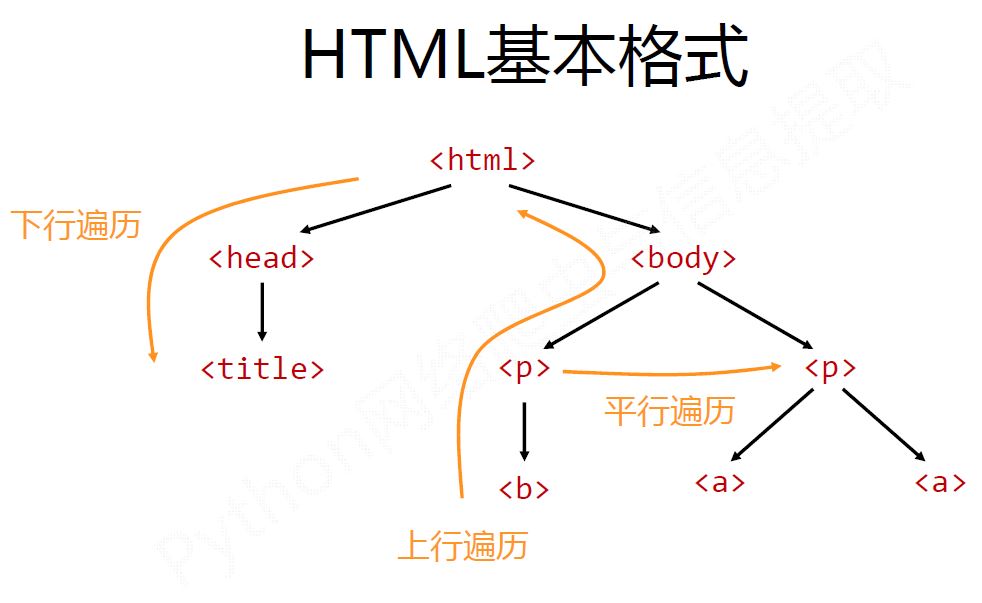 HTML基本格式
<html>
下行遍历
<head>
<body>
<title>
<p>
<p>
平行遍历
<b>
<a>
<a>
上行遍历
Python网络爬虫与信息提取